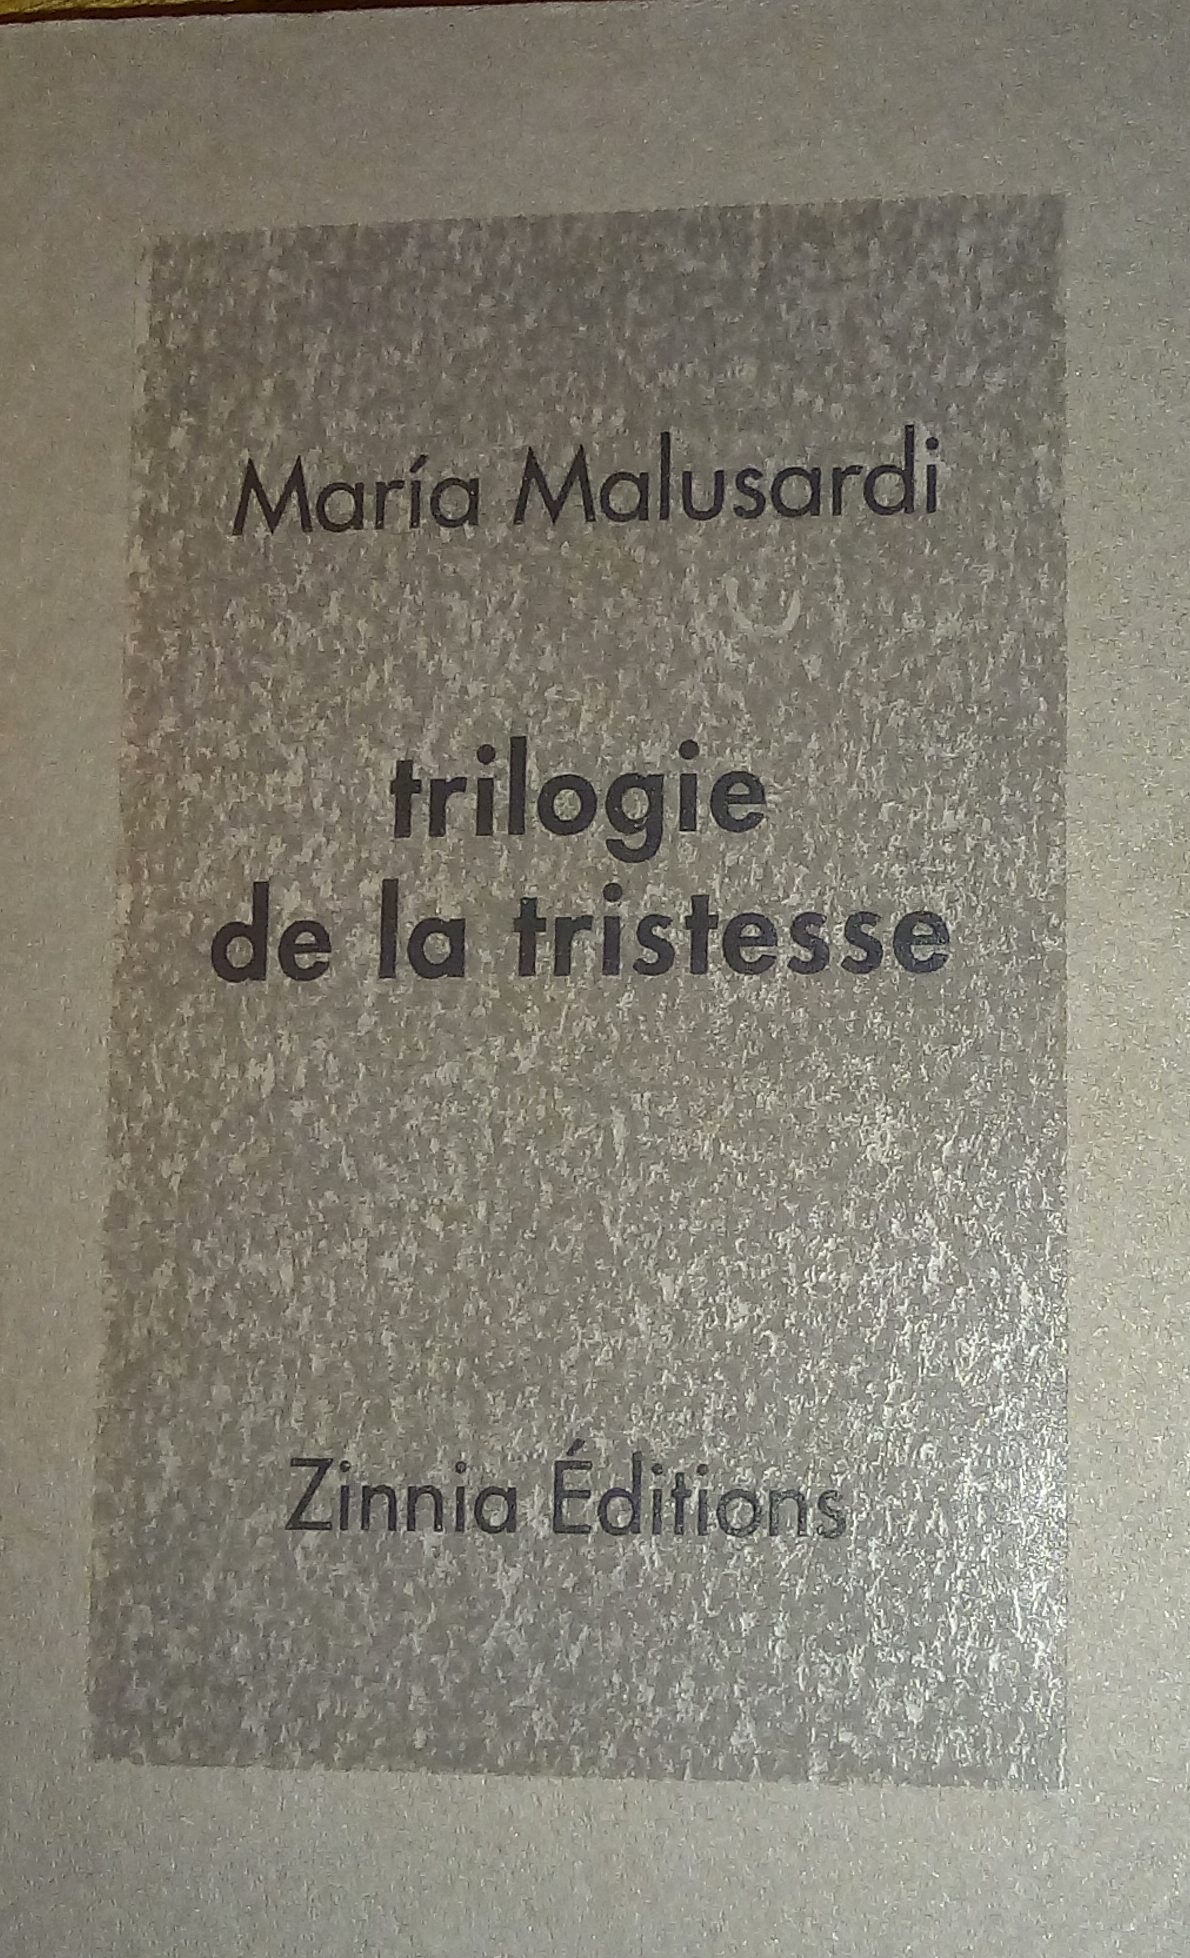 María Malusardi
trilogie
de la tristesse
Zinnia Éditions